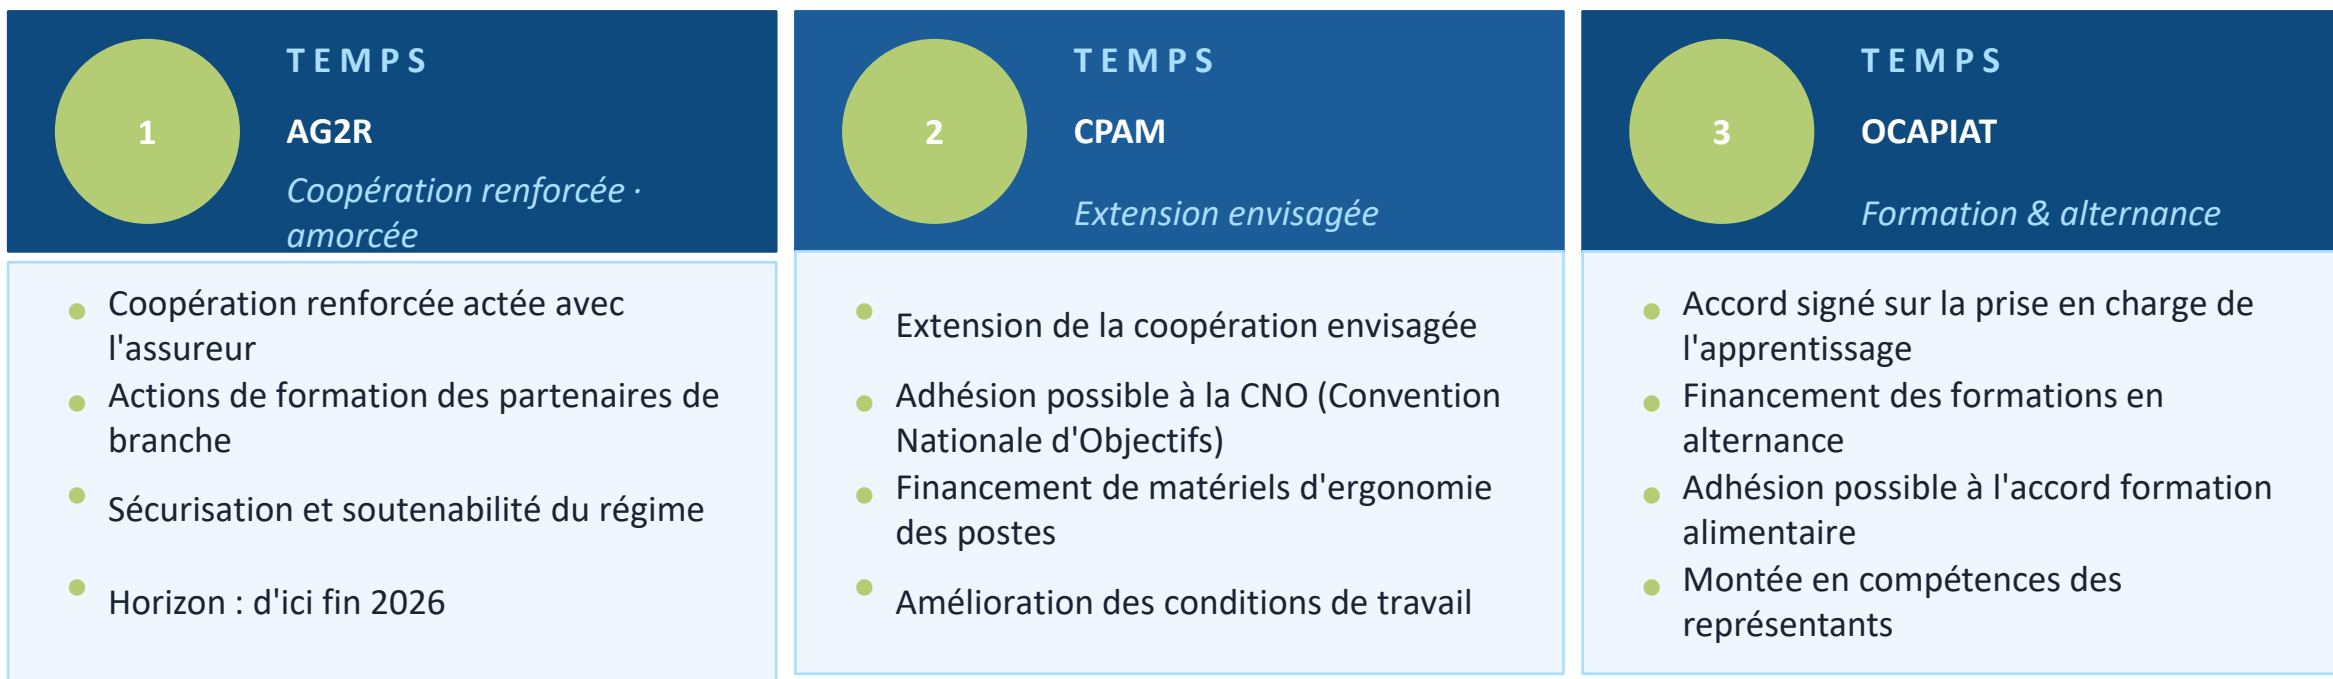 1
TEMPS
AG2R
Coopération renforcée ·
amorcée
Coopération renforcée actée avec
l'assureur
Actions de formation des partenaires de
branche
Sécurisation et soutenabilité du régime
Horizon : d'ici fin 2026
2
TEMPS
CPAM
Extension envisagée
Extension de la coopération envisagée
Adhésion possible à la CNO (Convention
Nationale d'Objectifs)
Financement de matériels d'ergonomie
des postes
Amélioration des conditions de travail
3
TEMPS
OCAPIAT
Formation & alternance
Accord signé sur la prise en charge de
l'apprentissage
Financement des formations en
alternance
Adhésion possible à l'accord formation
alimentaire
Montée en compétences des
représentants